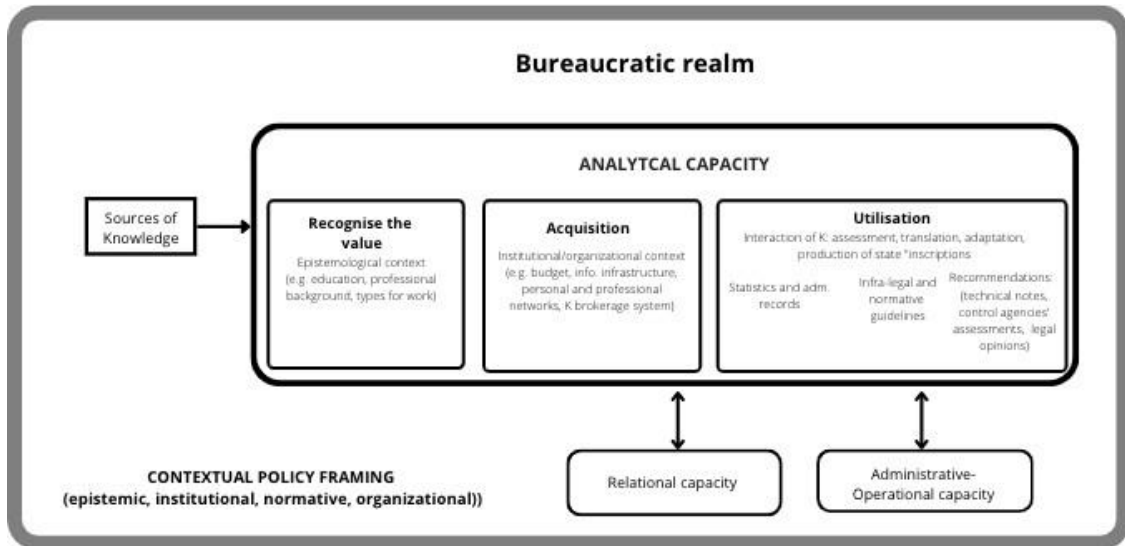 Bureaucratic realm
ANALYTCAL CAPACITY
Sources of
Knowledge
Recognise the
value
Epistemological context
(e.g. education, professional
background, types for work)
Acquisition
Institutional/organizational context
(e.g. budget, info. infrastructure,
personal and professional
networks, K brokerage system)
Utilisation
Interaction of K: assessment, translation, adaptation,
production of state "inscriptions
Statistics and adm.
records
Infra-legal and
normative
guidelines
Recommendations:
(technical notes,
control agencies'
assessments, legal
opinions)
Relational capacity
Administrative-
Operational capacity
CONTEXTUAL POLICY FRAMING
(epistemic, institutional, normative, organizational))